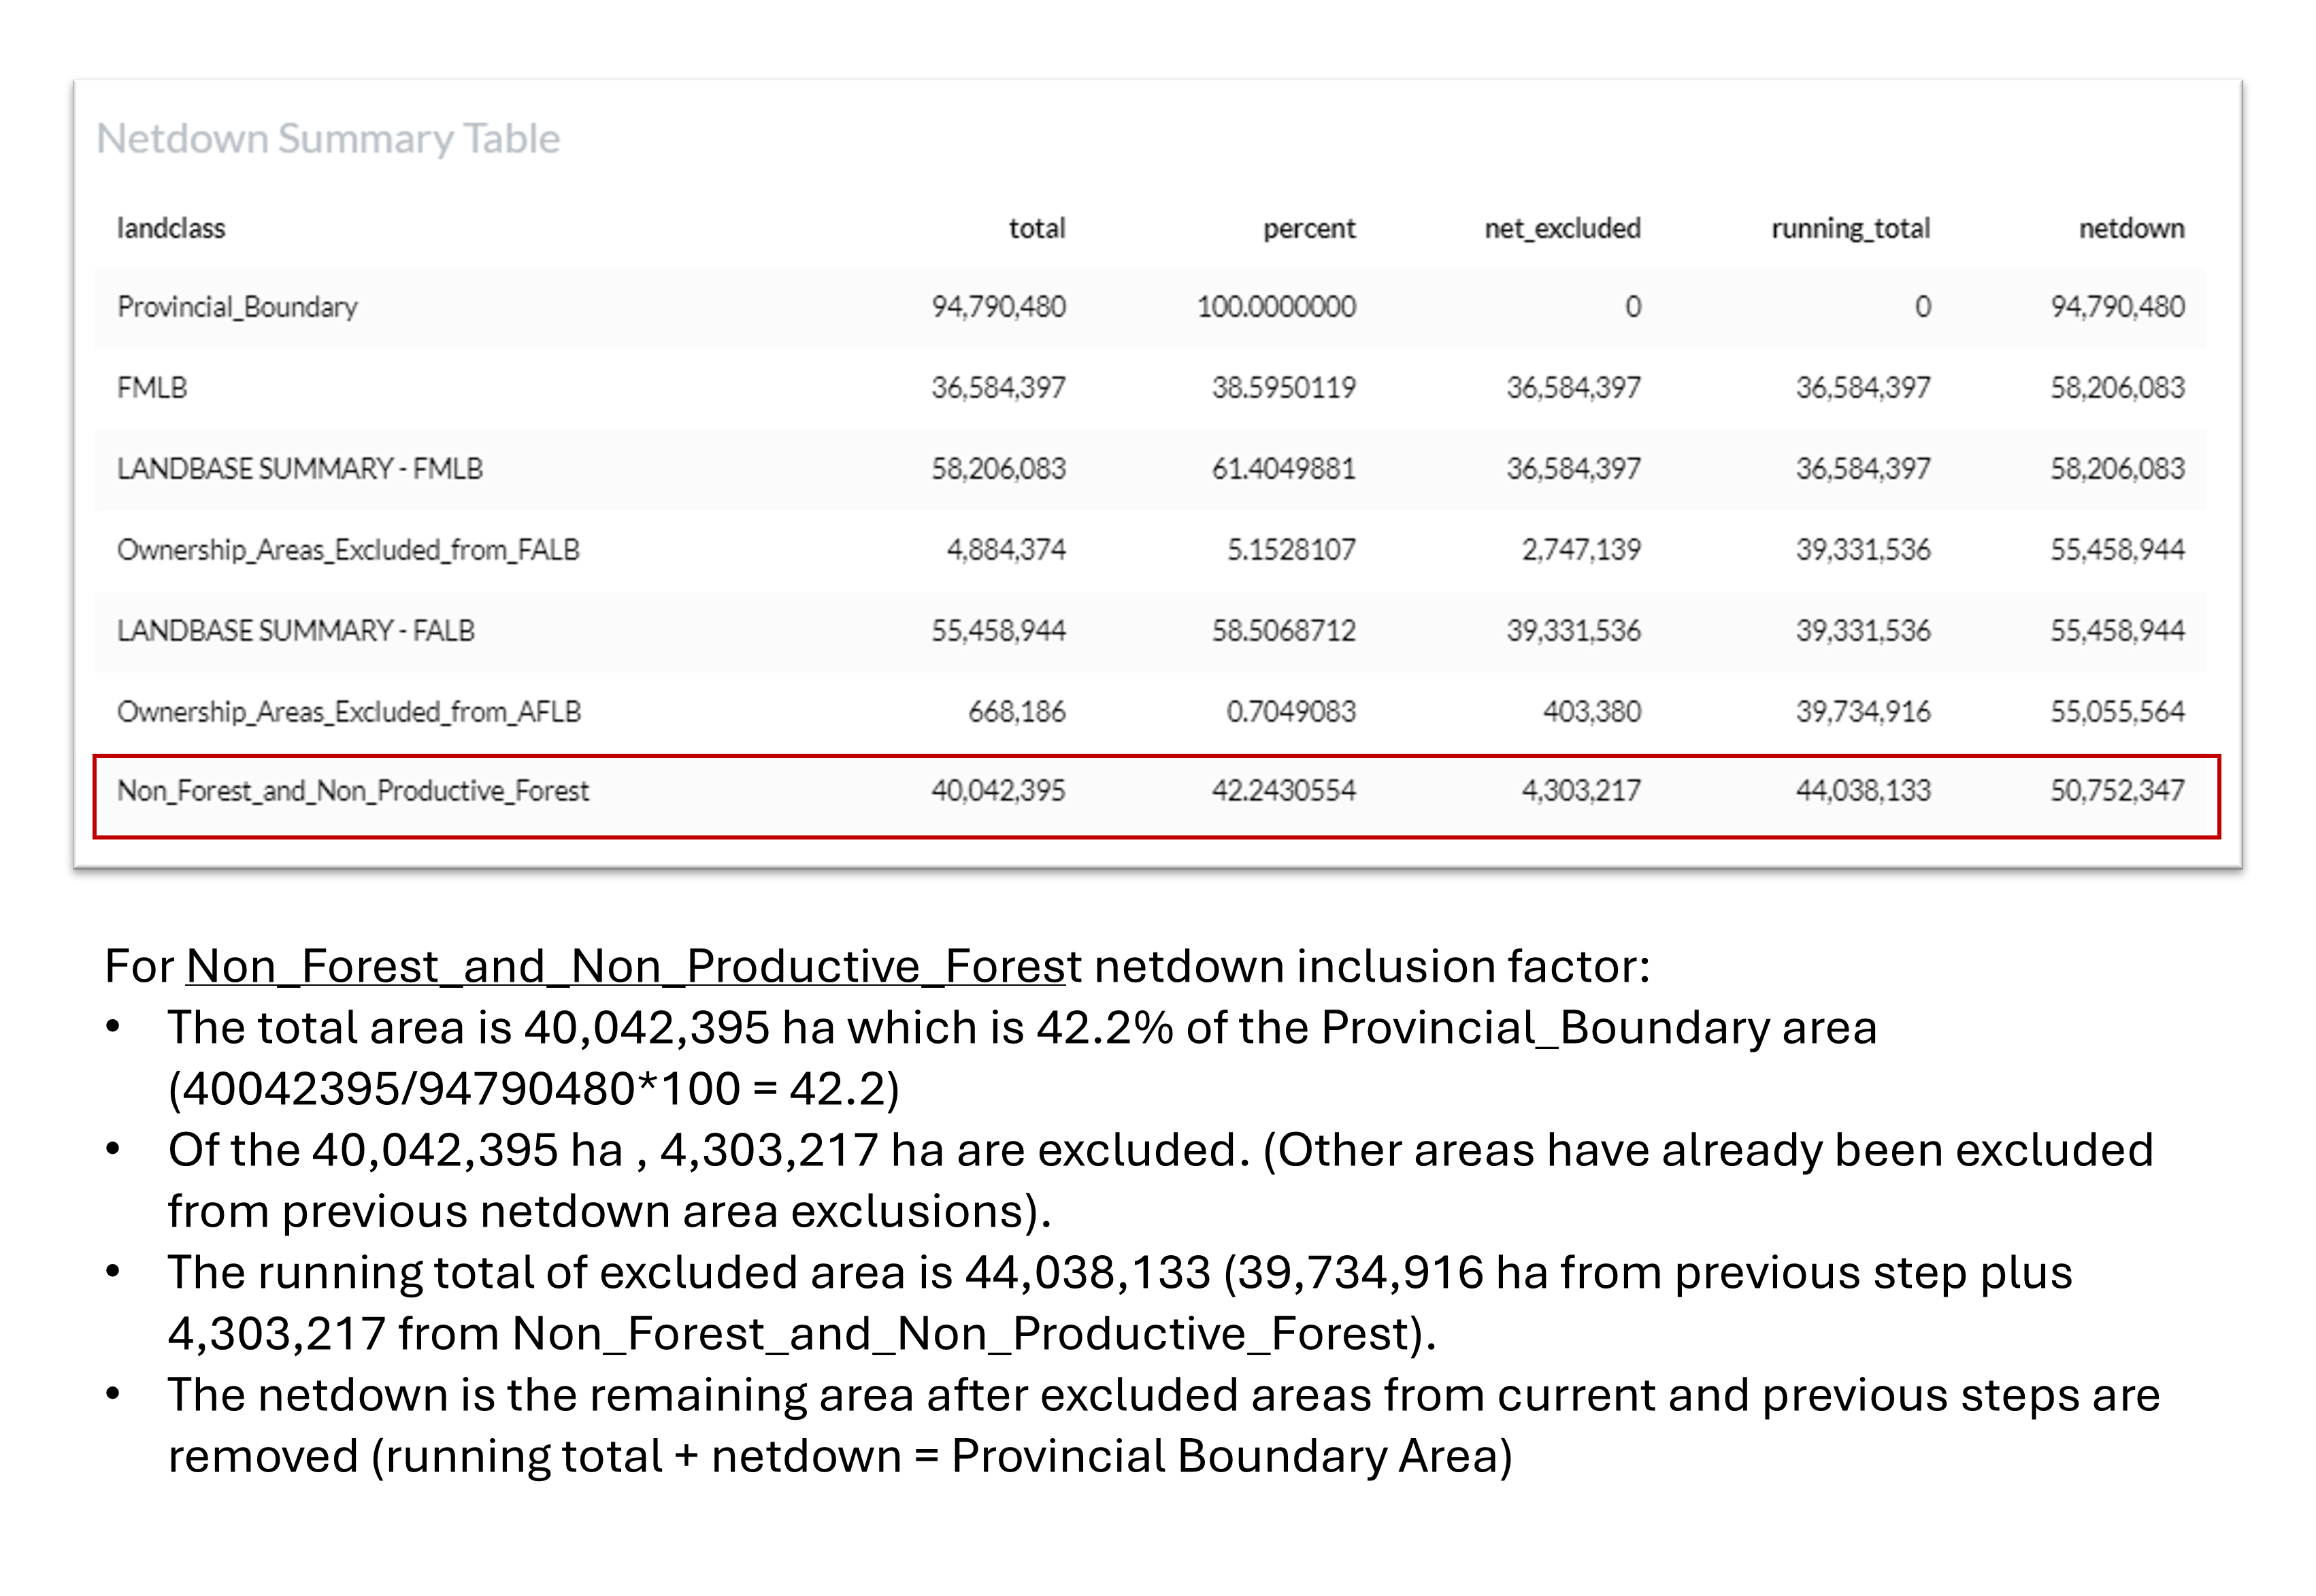 Netdown Summary Table
landclass total percent net_excluded running_total netdown
Provincial_Boundary 94,790,480 100.0000000 0 0 94,790,480
FMLB 36,584,397 38.5950119 36,584,397 36,584,397 58,206,083
LANDBASE SUMMARY - FMLB 58,206,083 61.4049881 36,584,397 36,584,397 58,206,083
Ownership_Areas_Excluded_from_FALB 4,884,374 5.1528107 2,747,139 39,331,536 55,458,944
LANDBASE SUMMARY - FALB 55,458,944 58.5068712 39,331,536 39,331,536 55,458,944
Ownership_Areas_Excluded_from_AFLB 668,186 0.7049083 403,380 39,734,916 55,055,564
Non_Forest_and_Non_Productive_Forest 40,042,395 42.2430554 4,303,217 44,038,133 50,752,347
For Non_Forest_and_Non_Productive_Forest netdown inclusion factor:
• The total area is 40,042,395 ha which is 42.2% of the Provincial_Boundary area
(40042395/94790480*100 = 42.2)
• Of the 40,042,395 ha , 4,303,217 ha are excluded. (Other areas have already been excluded
from previous netdown area exclusions).
• The running total of excluded area is 44,038,133 (39,734,916 ha from previous step plus
4,303,217 from Non_Forest_and_Non_Productive_Forest).
• The netdown is the remaining area after excluded areas from current and previous steps are
removed (running total + netdown = Provincial Boundary Area)